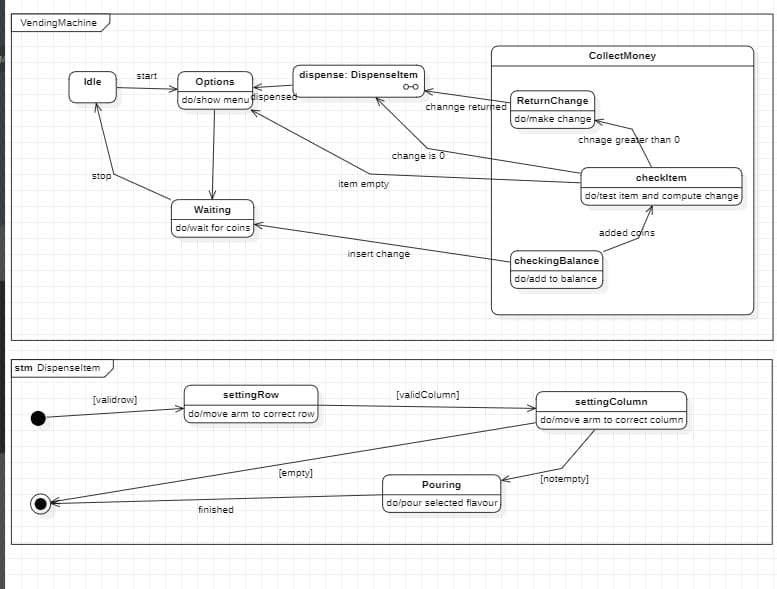 VendingMachine
CollectMoney
Idle
start
Options
do/show menu
dispensed
dispense: DispenseItem
channge returned
ReturnChange
do/make change
chnage greater than 0
change is 0
checkItem
do/test item and compute change
item empty
stop
Waiting
do/wait for coins
added coins
insert change
checkingBalance
do/add to balance
stm DispenseItem
[validrow]
settingRow
do/move arm to correct row
[validColumn]
settingColumn
do/move arm to correct column
[empty]
[notempty]
Pouring
do/pour selected flavour
finished